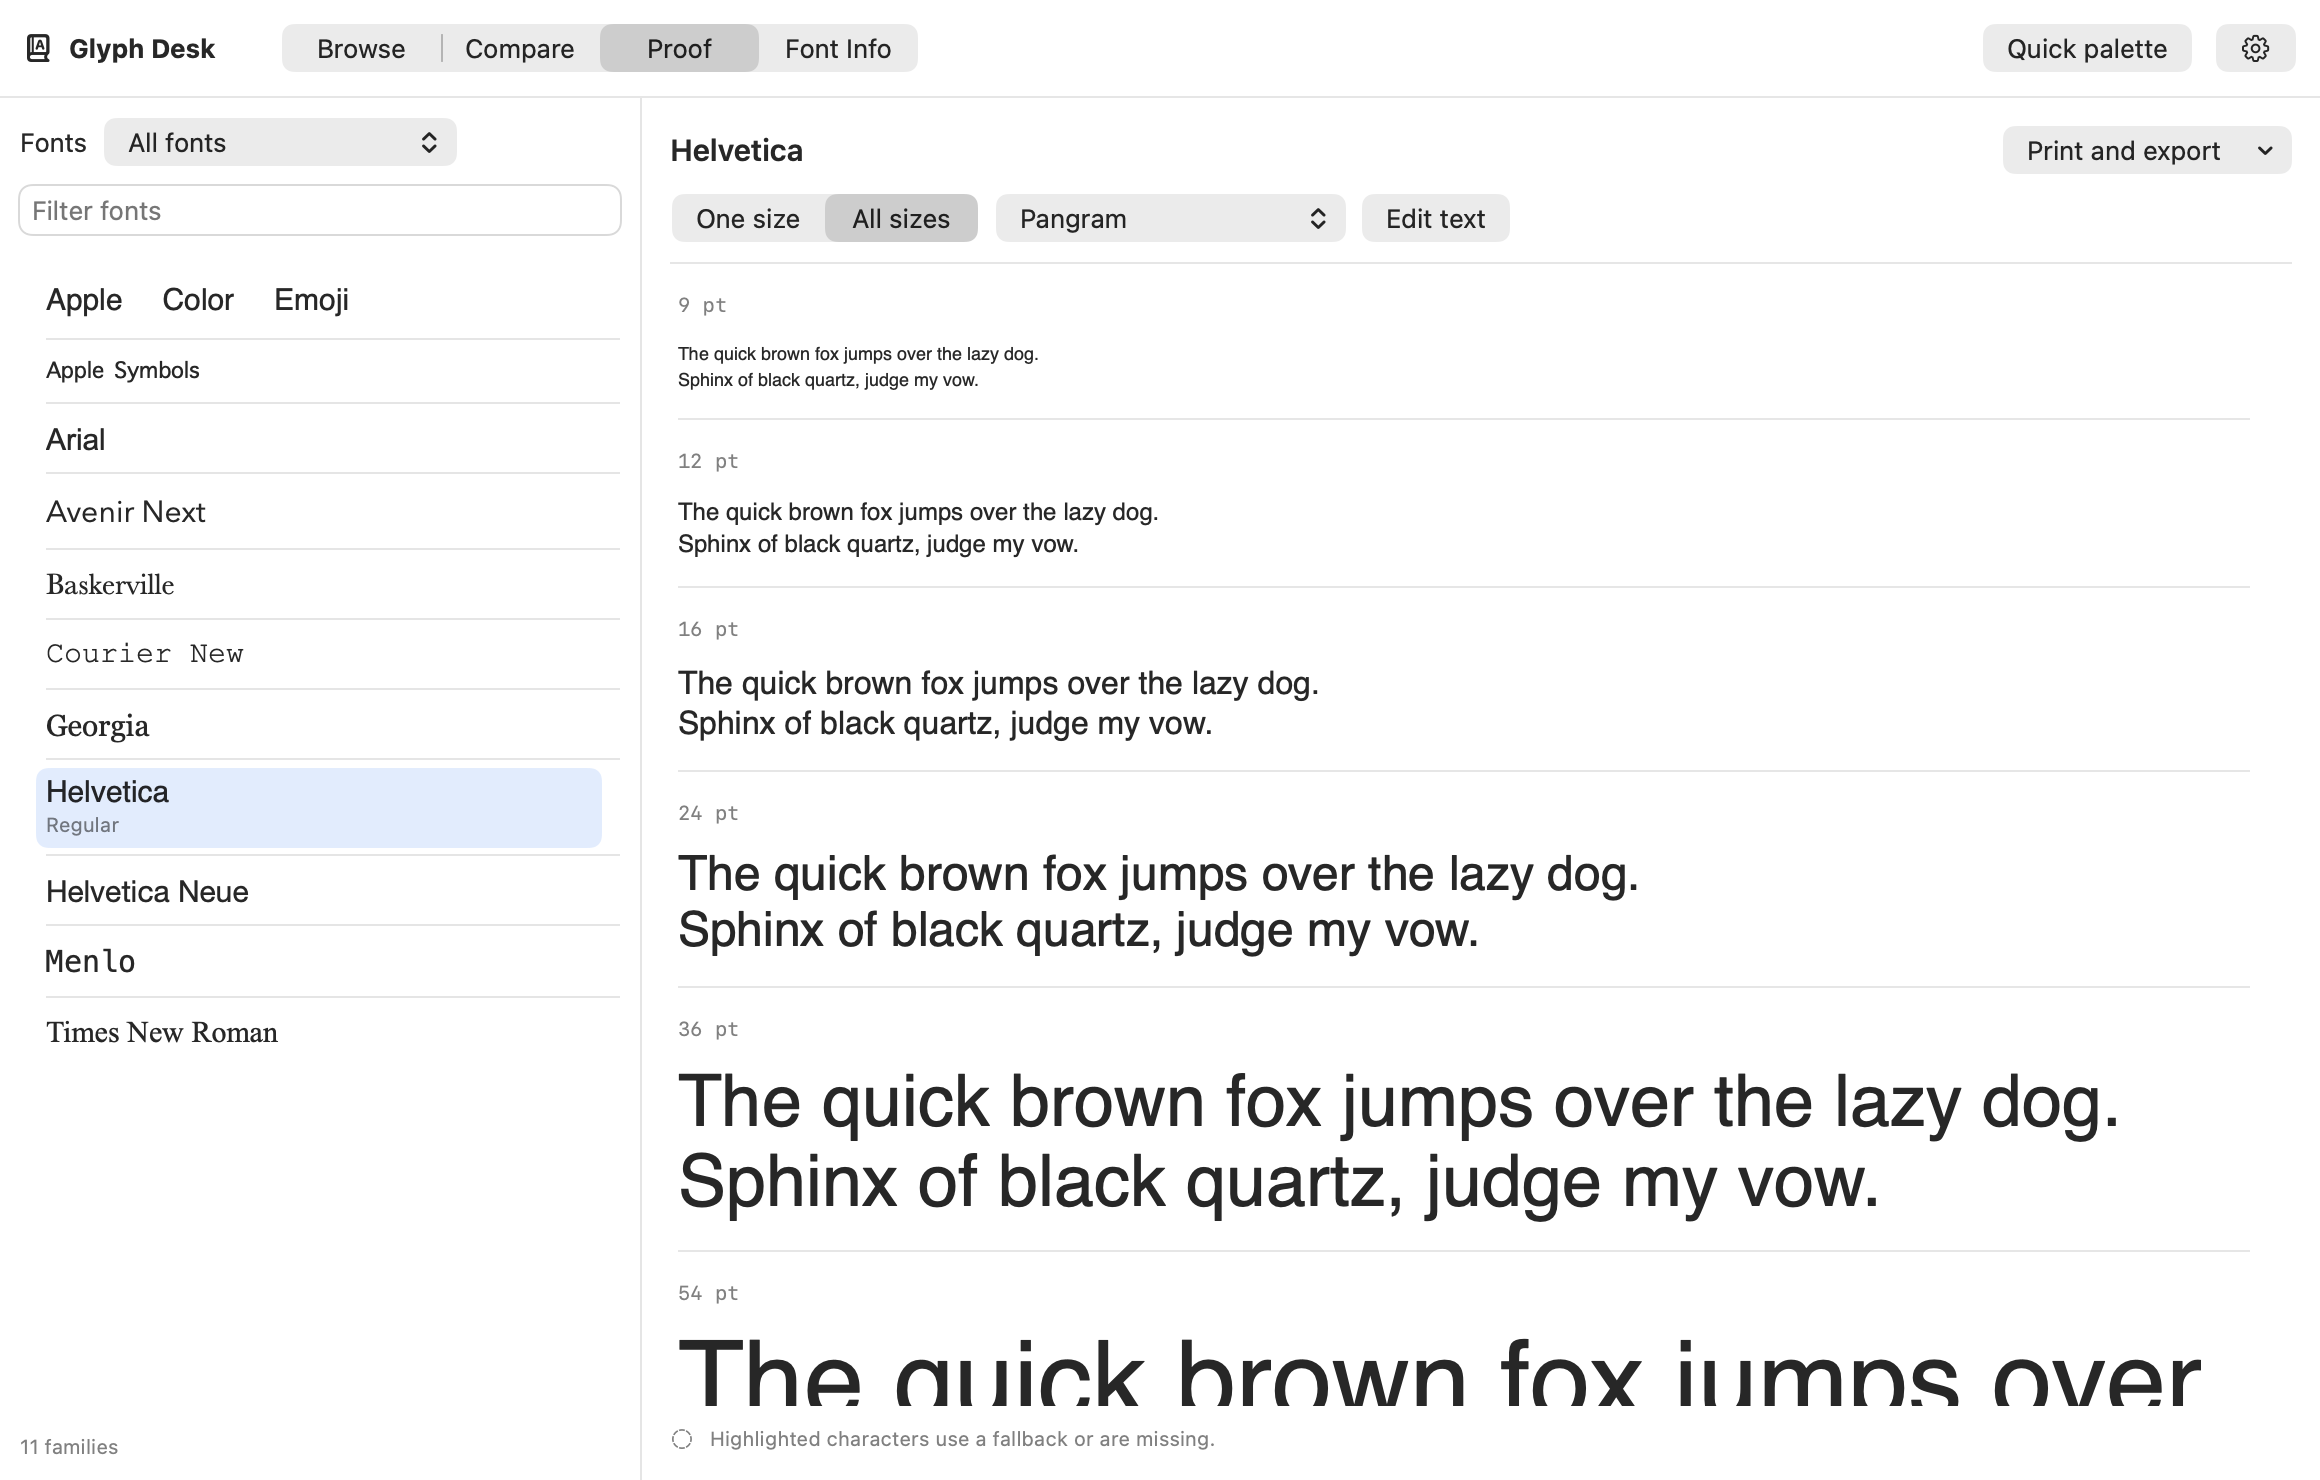 Glyph Desk
Browse Compare Proof Font Info
Quick palette
Fonts All fonts
Filter fonts
Apple Color Emoji
Apple Symbols
Arial
Avenir Next
Baskerville
Courier New
Georgia
Helvetica
Regular
Helvetica Neue
Menlo
Times New Roman
11 families
Helvetica
Print and export
One size All sizes Pangram Edit text
9 pt
The quick brown fox jumps over the lazy dog.
Sphinx of black quartz, judge my vow.
12 pt
The quick brown fox jumps over the lazy dog.
Sphinx of black quartz, judge my vow.
16 pt
The quick brown fox jumps over the lazy dog.
Sphinx of black quartz, judge my vow.
24 pt
The quick brown fox jumps over the lazy dog.
Sphinx of black quartz, judge my vow.
36 pt
The quick brown fox jumps over the lazy dog.
Sphinx of black quartz, judge my vow.
54 pt
The quick brown fox jumps over
Highlighted characters use a fallback or are missing.